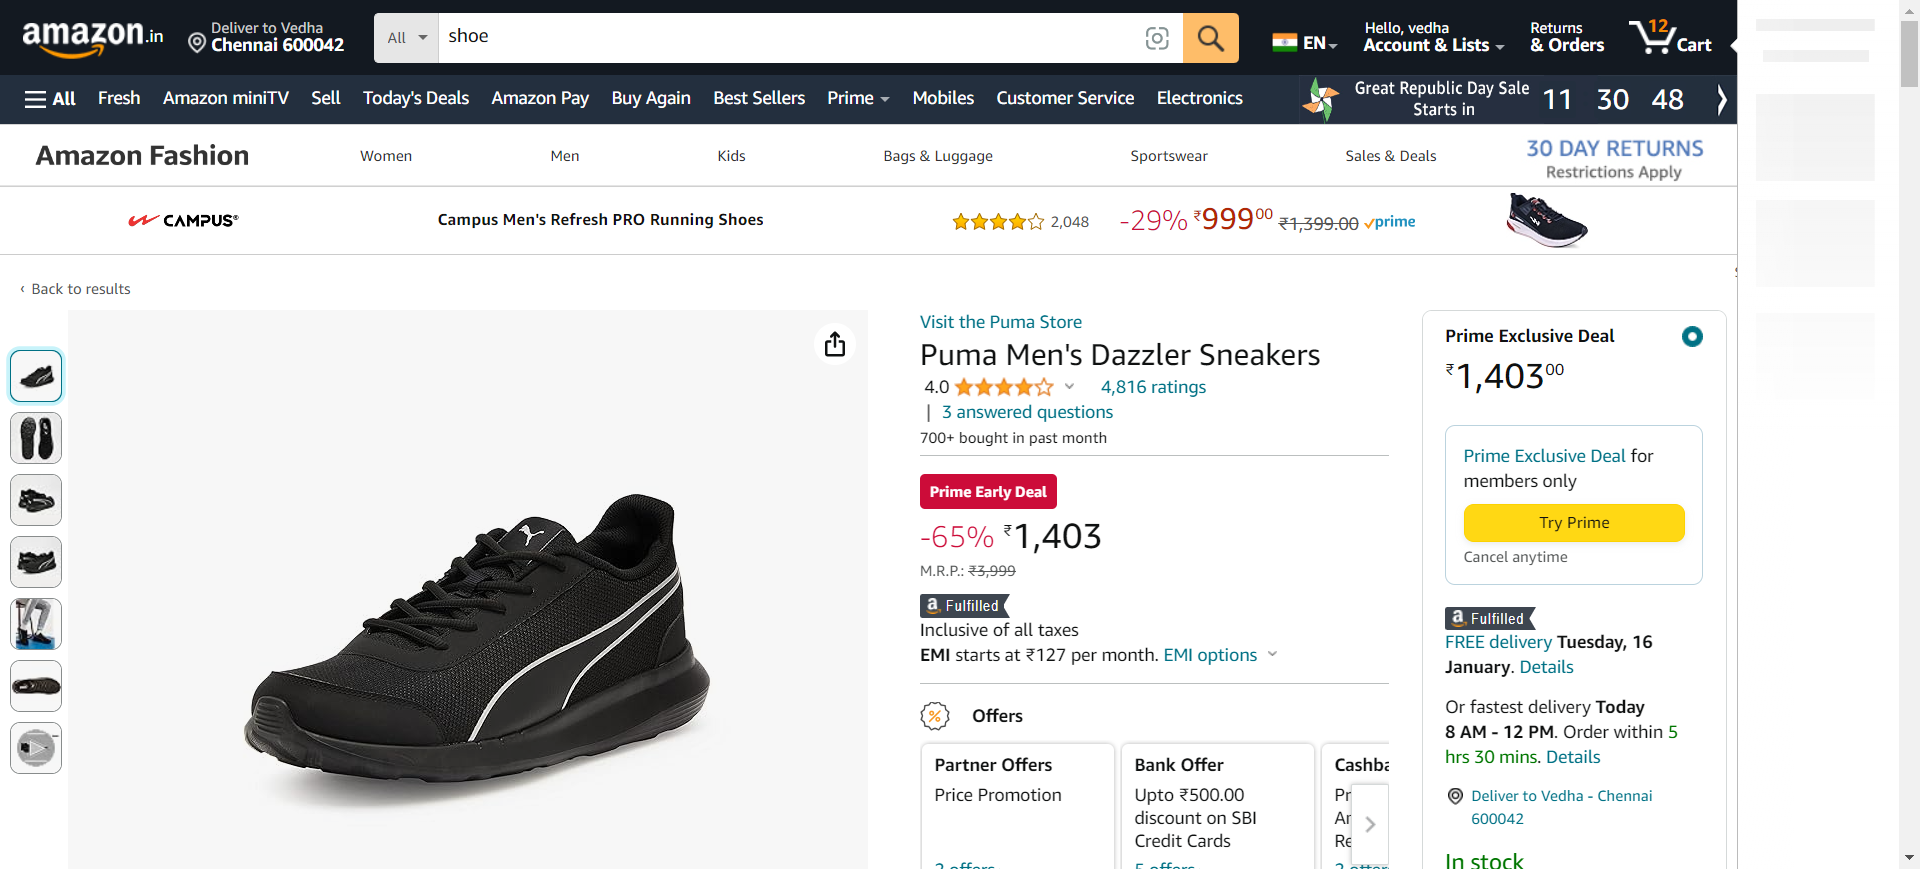 amazon.in
Deliver to Vedha
Chennai 600042
All
shoe
EN
Hello, vedha
Account & Lists
Returns
& Orders
12
Cart
All
Fresh
Amazon miniTV
Sell
Today's Deals
Amazon Pay
Buy Again
Best Sellers
Prime
Mobiles
Customer Service
Electronics
Great Republic Day Sale
Starts in
11 30 48
Amazon Fashion
Women
Men
Kids
Bags & Luggage
Sportswear
Sales & Deals
30 DAY RETURNS
Restrictions Apply
CAMPUS®
Campus Men's Refresh PRO Running Shoes
2,048
-29% ₹99900 ₹1,399.00 prime
‹ Back to results
Visit the Puma Store
Puma Men's Dazzler Sneakers
4.0
4,816 ratings
| 3 answered questions
700+ bought in past month
Prime Early Deal
-65% ₹1,403
M.R.P.: ₹3,999
a Fulfilled
Inclusive of all taxes
EMI starts at ₹127 per month. EMI options
% Offers
Partner Offers
Price Promotion
Bank Offer
Upto ₹500.00
discount on SBI
Credit Cards
Prime Exclusive Deal
₹1,40300
Prime Exclusive Deal for
members only
Try Prime
Cancel anytime
a Fulfilled
FREE delivery Tuesday, 16
January. Details
Or fastest delivery Today
8 AM - 12 PM. Order within 5
hrs 30 mins. Details
Deliver to Vedha - Chennai
600042
In stock